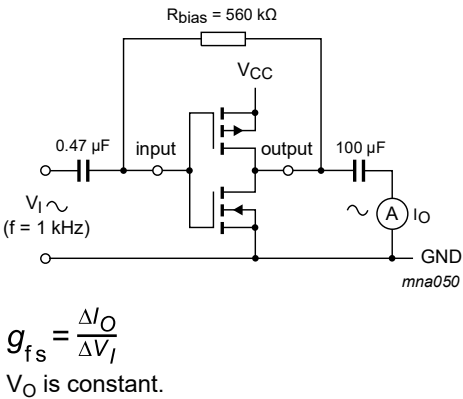 Rbias = 560 kΩ
VCC
0.47 µF
input
output
100 µF
VI
(f = 1 kHz)
A
IO
GND
mna050
gfs = ΔIO / ΔVI
VO is constant.